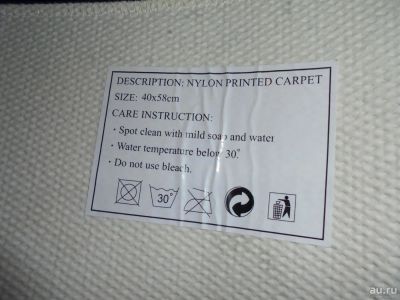 DESCRIPTION: NYLON PRINTED CARPET
SIZE: 40x58cm
CARE INSTRUCTION:
· Spot clean with mild soap and water
· Water temperature below 30°
· Do not use bleach.
30°
au.ru